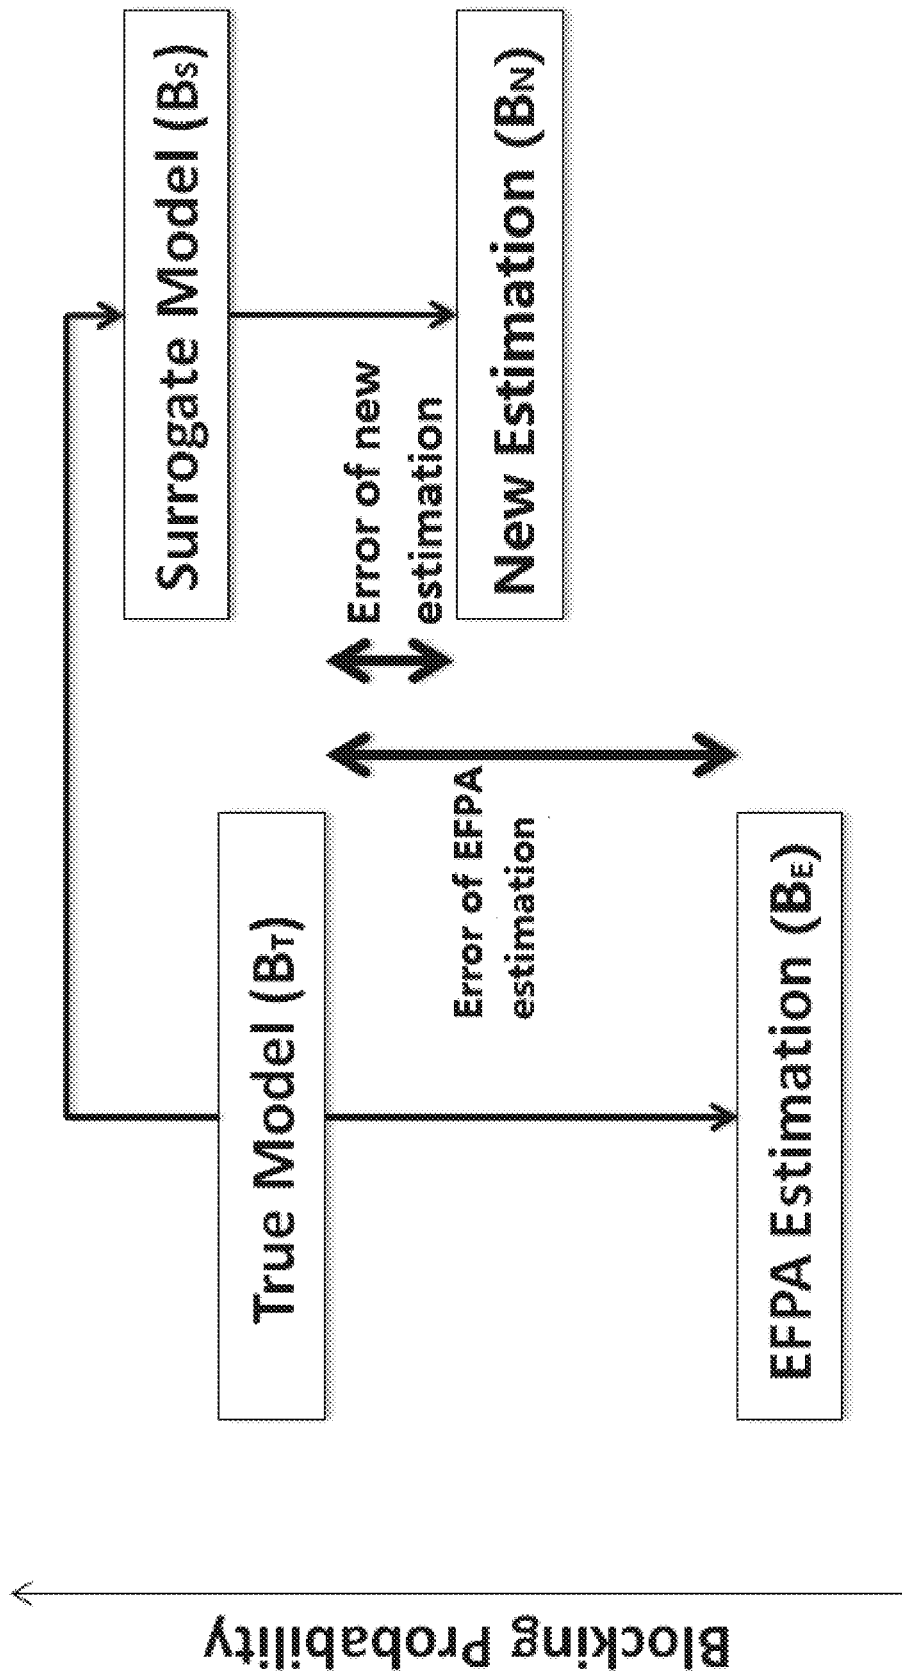 Surrogate Model (BS)
True Model (BT)
Error of new
estimation
New Estimation (BN)
Error of EFPA
estimation
EFPA Estimation (BE)
Blocking Probability